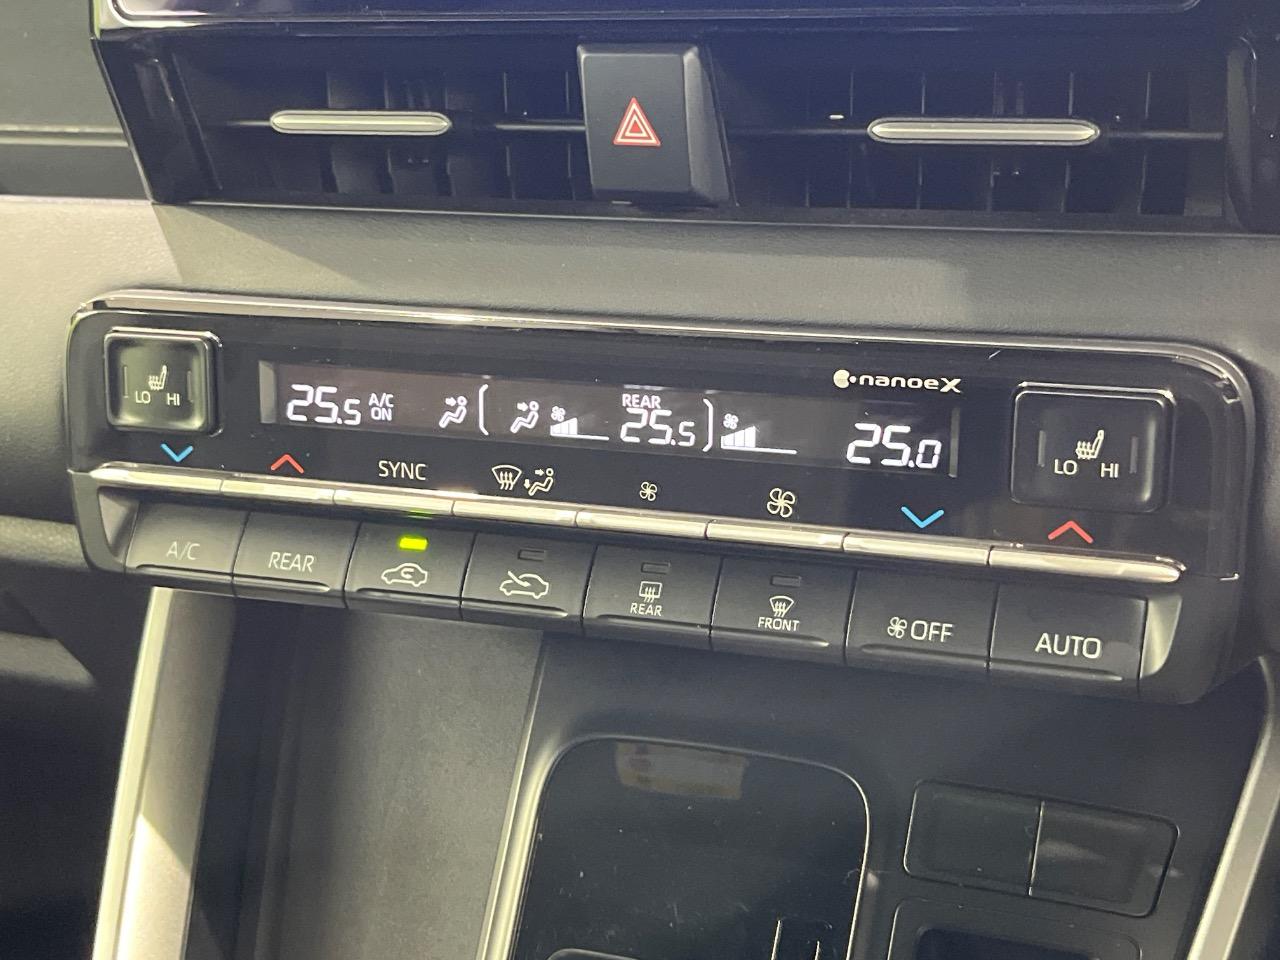 nanoeX
LO HI
25.5 A/C ON
REAR 25.5
25.0
LO HI
SYNC
A/C
REAR
REAR
FRONT
OFF
AUTO